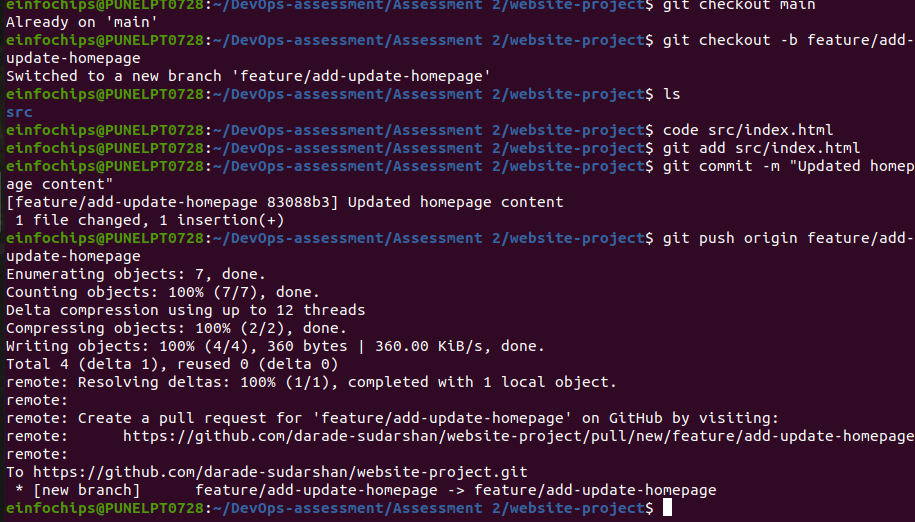 einfochips@PUNELPT0728:~/DevOps-assessment/Assessment 2/website-project$ git checkout main
Already on 'main'
einfochips@PUNELPT0728:~/DevOps-assessment/Assessment 2/website-project$ git checkout -b feature/add-
update-homepage
Switched to a new branch 'feature/add-update-homepage'
einfochips@PUNELPT0728:~/DevOps-assessment/Assessment 2/website-project$ ls
src
einfochips@PUNELPT0728:~/DevOps-assessment/Assessment 2/website-project$ code src/index.html
einfochips@PUNELPT0728:~/DevOps-assessment/Assessment 2/website-project$ git add src/index.html
einfochips@PUNELPT0728:~/DevOps-assessment/Assessment 2/website-project$ git commit -m "Updated homep
age content"
[feature/add-update-homepage 83088b3] Updated homepage content
 1 file changed, 1 insertion(+)
einfochips@PUNELPT0728:~/DevOps-assessment/Assessment 2/website-project$ git push origin feature/add-
update-homepage
Enumerating objects: 7, done.
Counting objects: 100% (7/7), done.
Delta compression using up to 12 threads
Compressing objects: 100% (2/2), done.
Writing objects: 100% (4/4), 360 bytes | 360.00 KiB/s, done.
Total 4 (delta 1), reused 0 (delta 0)
remote: Resolving deltas: 100% (1/1), completed with 1 local object.
remote:
remote: Create a pull request for 'feature/add-update-homepage' on GitHub by visiting:
remote:      https://github.com/darade-sudarshan/website-project/pull/new/feature/add-update-homepage
remote:
To https://github.com/darade-sudarshan/website-project.git
 * [new branch]      feature/add-update-homepage -> feature/add-update-homepage
einfochips@PUNELPT0728:~/DevOps-assessment/Assessment 2/website-project$